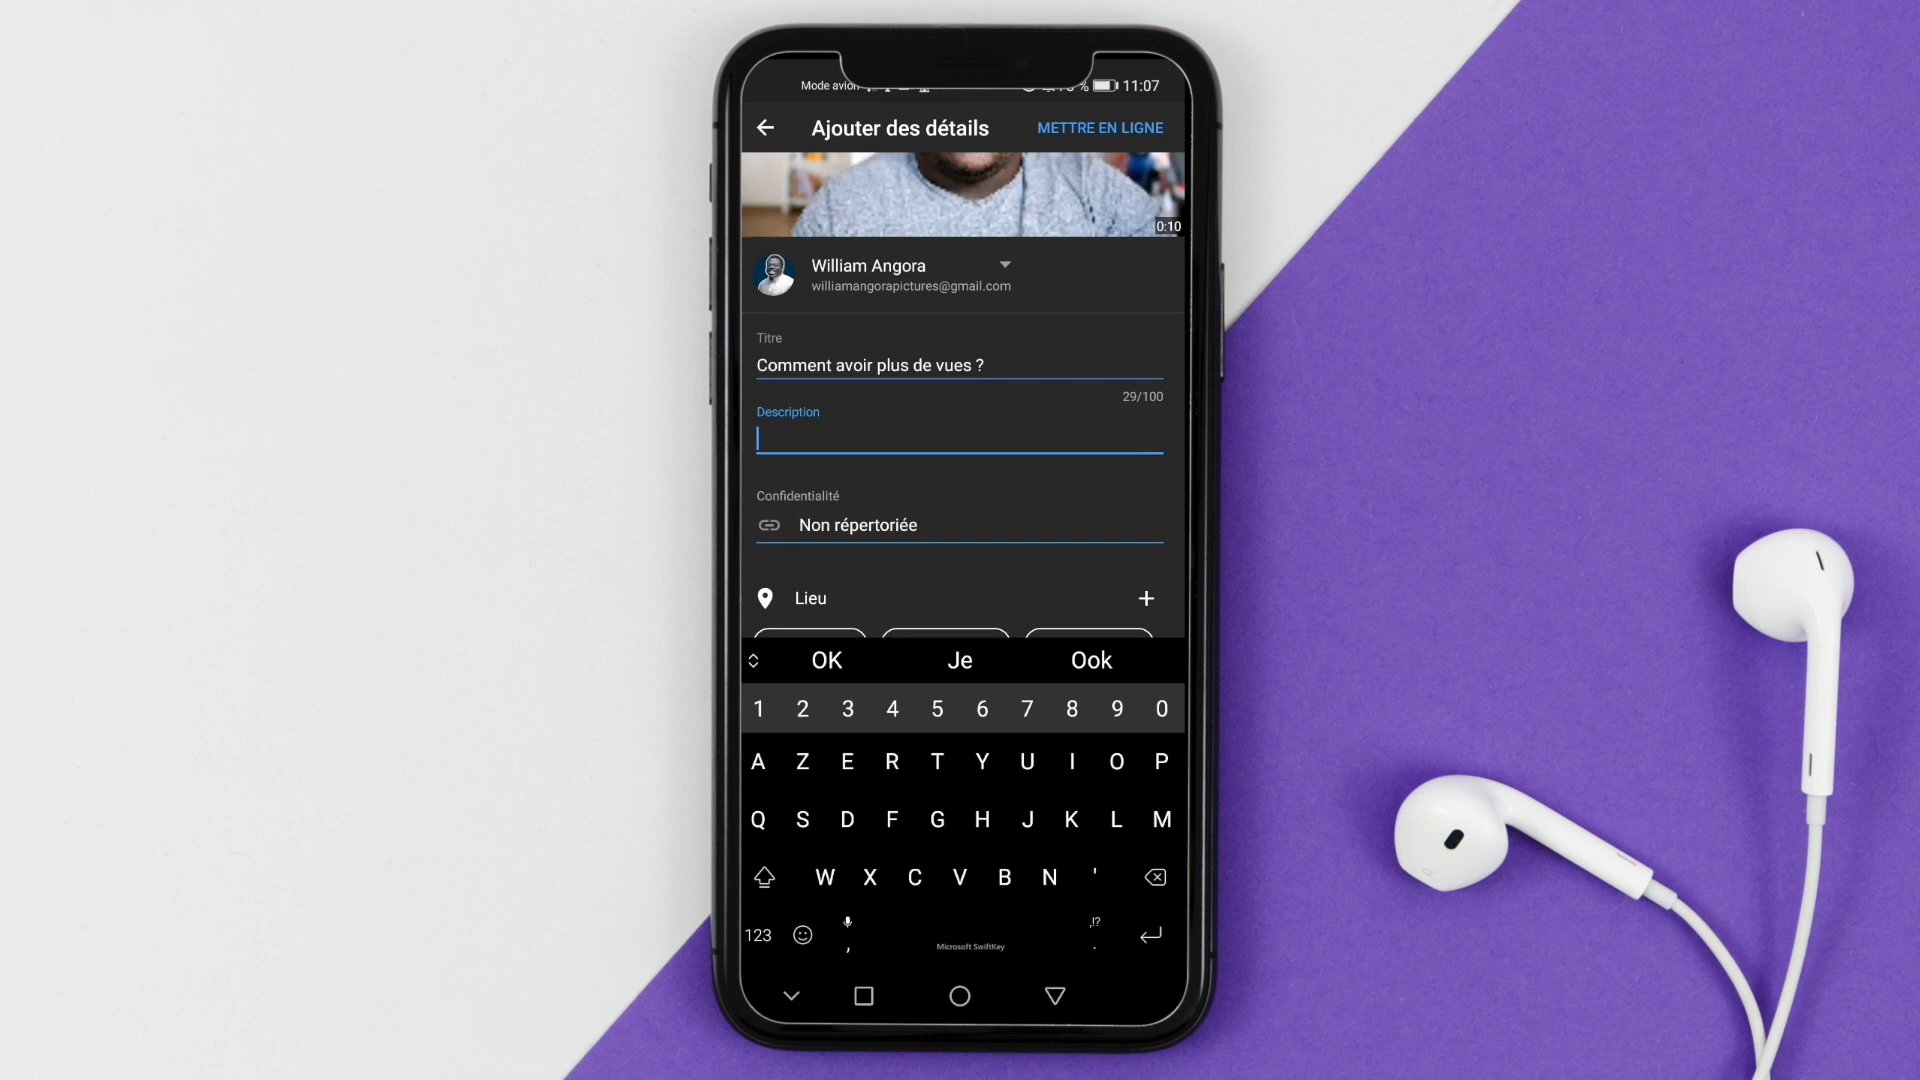 Mode avion
% 11:07
Ajouter des détails
METTRE EN LIGNE
0:10
William Angora
williamangorapictures@gmail.com
Titre
Comment avoir plus de vues ?
29/100
Description
Confidentialité
Non répertoriée
Lieu +
OK Je Ook
1 2 3 4 5 6 7 8 9 0
A Z E R T Y U I O P
Q S D F G H J K L M
W X C V B N '
123 , Microsoft SwiftKey ,!? .